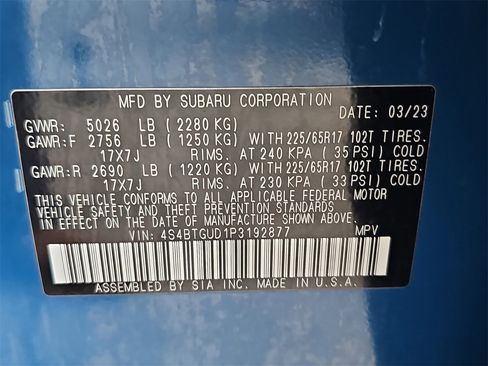 MFD BY SUBARU CORPORATION
DATE: 03/23
GVWR: 5026 LB ( 2280 KG)
GAWR:F 2756 LB ( 1250 KG) WITH 225/65R17 102T TIRES.
17X7J RIMS. AT 240 KPA ( 35 PSI) COLD
GAWR:R 2690 LB ( 1220 KG) WITH 225/65R17 102T TIRES.
17X7J RIMS. AT 230 KPA ( 33 PSI) COLD
THIS VEHICLE CONFORMS TO ALL APPLICABLE FEDERAL MOTOR
VEHICLE SAFETY AND THEFT PREVENTION STANDARDS
IN EFFECT ON THE DATE OF MANUFACTURE SHOWN ABOVE.
VIN: 4S4BTGUD1P3192877 MPV
ASSEMBLED BY SIA INC. MADE IN U.S.A.